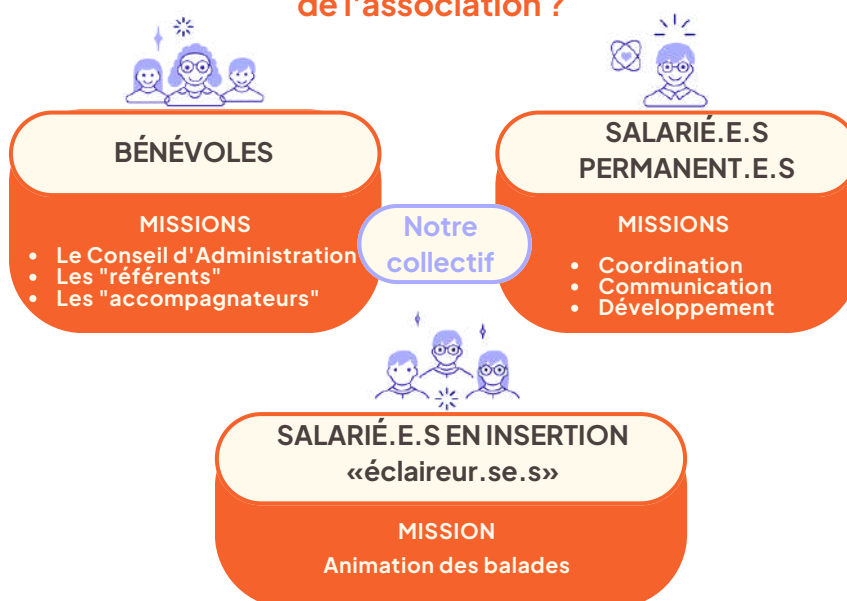 de l'association ?
BÉNÉVOLES
MISSIONS
• Le Conseil d'Administration
• Les "référents"
• Les "accompagnateurs"
Notre
collectif
SALARIÉ.E.S
PERMANENT.E.S
MISSIONS
• Coordination
• Communication
• Développement
SALARIÉ.E.S EN INSERTION
«éclaireur.se.s»
MISSION
Animation des balades